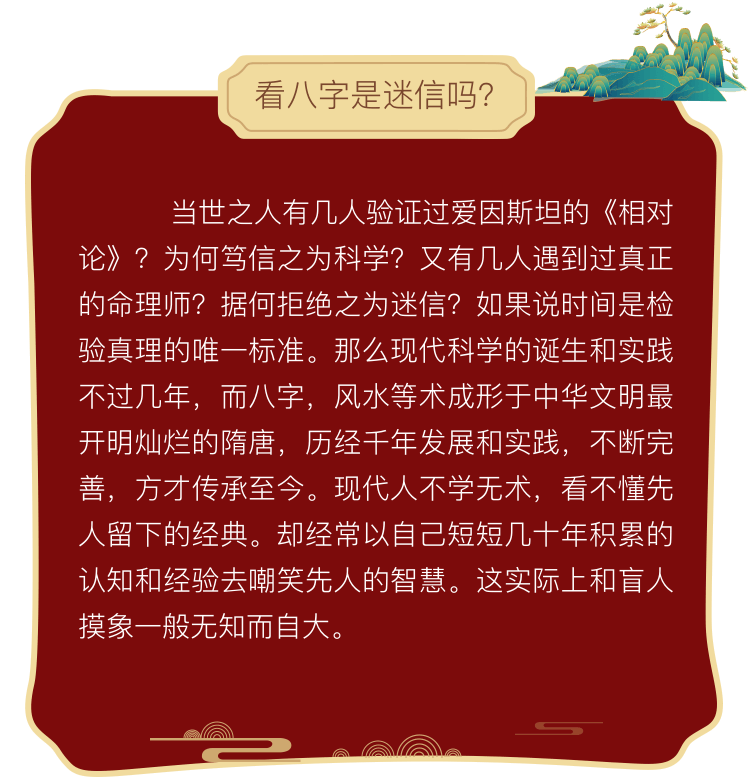 看八字是迷信吗？
当世之人有几人验证过爱因斯坦的《相对
论》？为何笃信之为科学？又有几人遇到过真正
的命理师？据何拒绝之为迷信？如果说时间是检
验真理的唯一标准。那么现代科学的诞生和实践
不过几年，而八字，风水等术成形于中华文明最
开明灿烂的隋唐，历经千年发展和实践，不断完
善，方才传承至今。现代人不学无术，看不懂先
人留下的经典。却经常以自己短短几十年积累的
认知和经验去嘲笑先人的智慧。这实际上和盲人
摸象一般无知而自大。